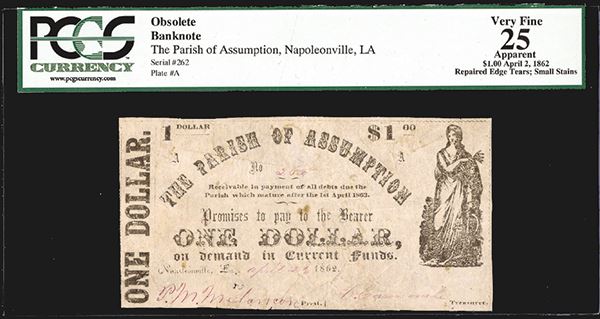 PCGS
CURRENCY
www.pcgscurrency.com
Obsolete
Banknote
The Parish of Assumption, Napoleonville, LA
Serial #262
Plate #A
Very Fine
25
Apparent
$1.00 April 2, 1862
Repaired Edge Tears; Small Stains
ONE DOLLAR.
1 DOLLAR
$1 00
A
A
THE PARISH OF ASSUMPTION
No
Receivable in payment of all debts due the
Parish which mature after the 1st April 1863.
Promises to pay to the Bearer
ONE DOLLAR,
on demand in Current Funds.
Napoleonville, La., April 2d 1862.
Prest.
Treasurer.